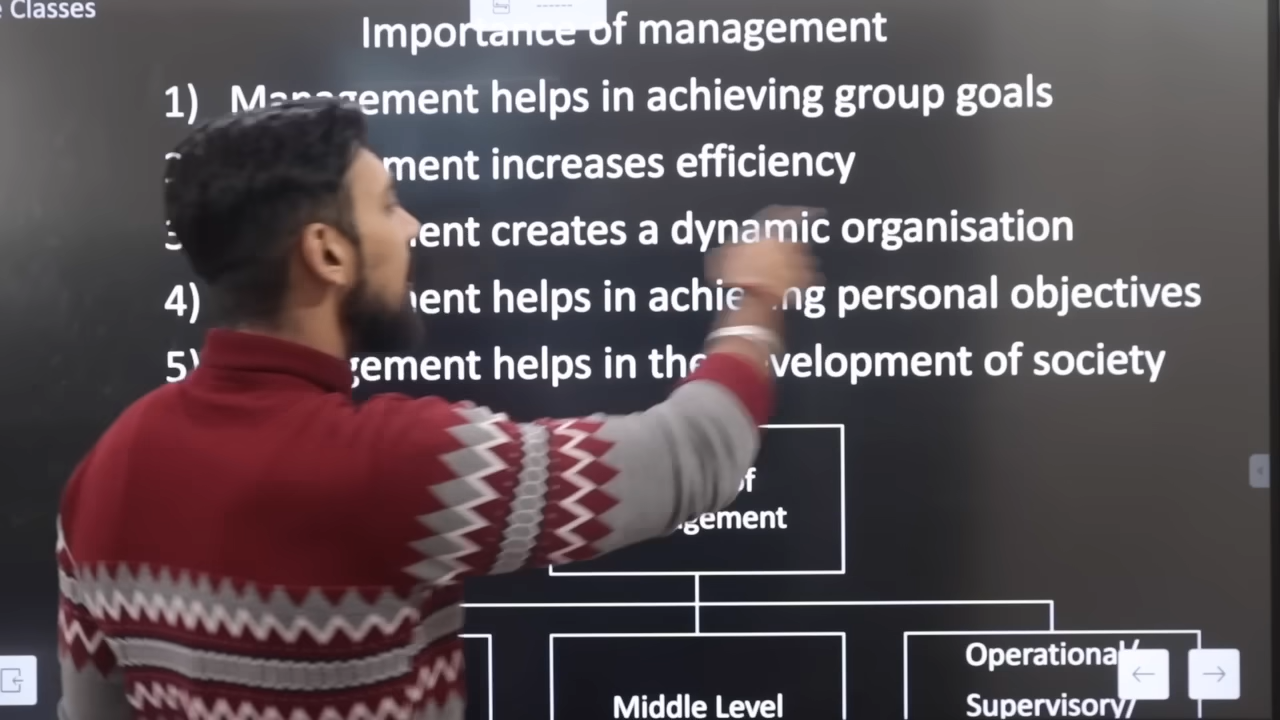 Classes
Importance of management
1) Management helps in achieving group goals
ment increases efficiency
ent creates a dynamic organisation
4) ent helps in achie ng personal objectives
5) gement helps in the velopment of society
of
gement
Operational/
Middle Level
Supervisory/